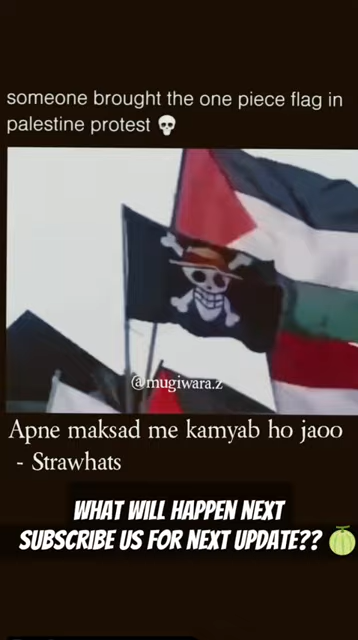 someone brought the one piece flag in
palestine protest 💀
@mugiwara.z
Apne maksad me kamyab ho jaoo
- Strawhats
WHAT WILL HAPPEN NEXT
SUBSCRIBE US FOR NEXT UPDATE?? 🍈